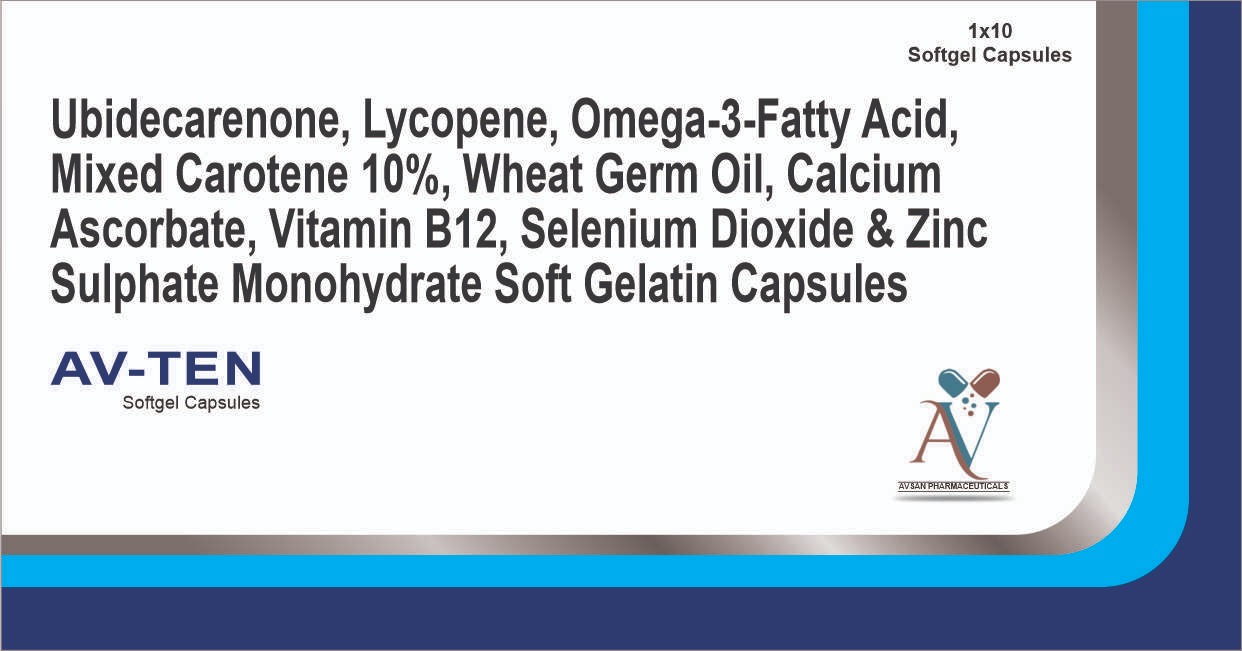 1x10
Softgel Capsules
Ubidecarenone, Lycopene, Omega-3-Fatty Acid,
Mixed Carotene 10%, Wheat Germ Oil, Calcium
Ascorbate, Vitamin B12, Selenium Dioxide & Zinc
Sulphate Monohydrate Soft Gelatin Capsules
AV-TEN
Softgel Capsules
AV
AVSAN PHARMACEUTICALS